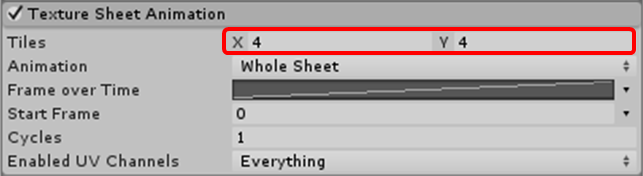 Texture Sheet Animation
Tiles X 4 Y 4
Animation Whole Sheet
Frame over Time
Start Frame 0
Cycles 1
Enabled UV Channels Everything